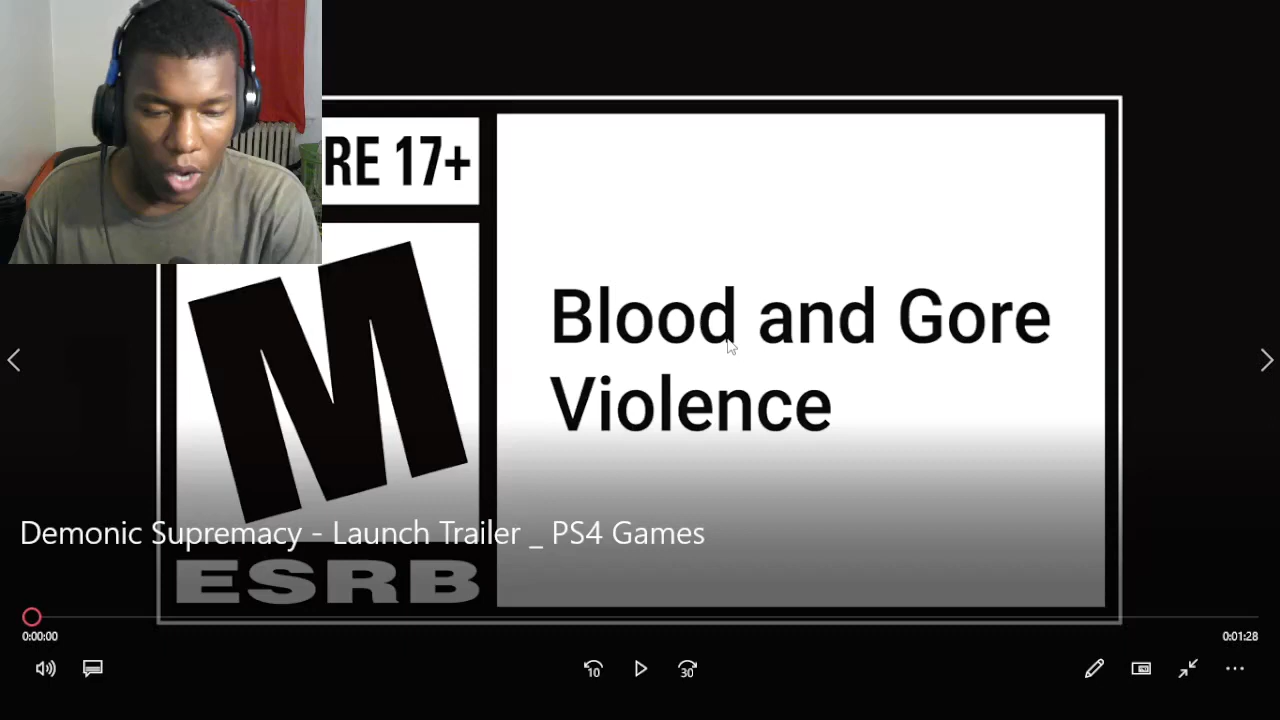 RE 17+
M
Blood and Gore
Violence
Demonic Supremacy - Launch Trailer _ PS4 Games
ESRB
0:00:00
0:01:28
10
30